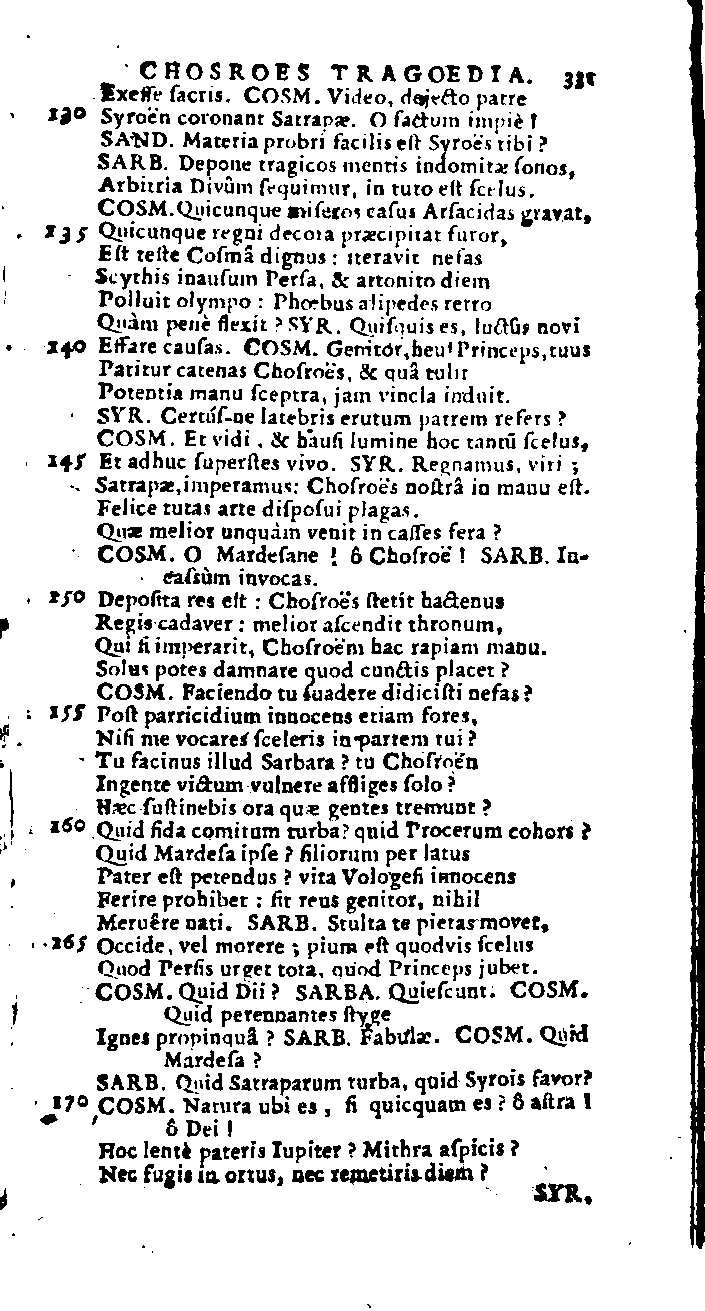 CHOSROES TRAGOEDIA. 331
Exeſſe ſacris. COSM. Video, dejecto patre
130 Syroën coronant Satrapæ. O factum impiè !
SAND. Materia probri facilis eſt Syroës tibi ?
SARB. Depone tragicos mentis indomitæ ſonos,
Arbitria Divûm ſequimur, in tuto eſt ſcelus.
COSM. Quicunque miſeros caſus Arſacidas gravat,
135 Quicunque regni decora præcipitat furor,
Eſt teſte Coſmâ dignus : iteravit nefas
Scythis inauſum Perſa, & attonito diem
Polluit olympo : Phœbus alipedes retro
Quàm penè flexit ? SYR. Quiſquis es, luctûs novi
140 Effare cauſas. COSM. Genitor, heu! Princeps, tuus
Patitur catenas Choſroës, & quâ tulit
Potentia manu ſceptra, jam vincla induit.
SYR. Certúſ-ne latebris erutum patrem refers ?
COSM. Et vidi, & hauſi lumine hoc tantū ſcelus,
145 Et adhuc ſuperſtes vivo. SYR. Regnamus, viri ;
Satrapæ, imperamus: Choſroës noſtrâ in manu eſt.
Felice tutas arte diſpoſui plagas.
Quæ melior unquàm venit in caſſes fera ?
COSM. O Mardeſane ! ô Choſroë ! SARB. In-
caſsùm invocas.
150 Depoſita res eſt : Choſroës ſtetit hactenus
Regis cadaver : melior aſcendit thronum,
Qui ſi imperarit, Choſroëm hac rapiam manu.
Solus potes damnare quod cunctis placet ?
COSM. Faciendo tu ſuadere didiciſti nefas ?
155 Poſt parricidium innocens etiam fores,
Niſi me vocares ſceleris in partem tui ?
Tu facinus illud Sarbara ? tu Choſroën
Ingente victum vulnere affliges ſolo ?
Hæc ſuſtinebis ora quæ gentes tremunt ?
160 Quid fida comitum turba? quid Procerum cohors ?
Quid Mardeſa ipſe ? filiorum per latus
Pater eſt petendus ? vita Vologeſi innocens
Ferire prohibet : ſit reus genitor, nihil
Meruêre nati. SARB. Stulta te pietas movet,
165 Occide, vel morere ; pium eſt quodvis ſcelus
Quod Perſis urget tota, quod Princeps jubet.
COSM. Quid Dii ? SARBA. Quieſcunt. COSM.
Quid perennantes ſtyge
Ignes propinquâ ? SARB. Fabulæ. COSM. Quid
Mardeſa ?
SARB. Quid Satraparum turba, quid Syrois favor?
170 COSM. Natura ubi es, ſi quicquam es ? ô aſtra !
ô Dei !
Hoc lentè pateris Iupiter ? Mithra aſpicis ?
Nec fugis in ortus, nec remetiris diem ?
SYR.